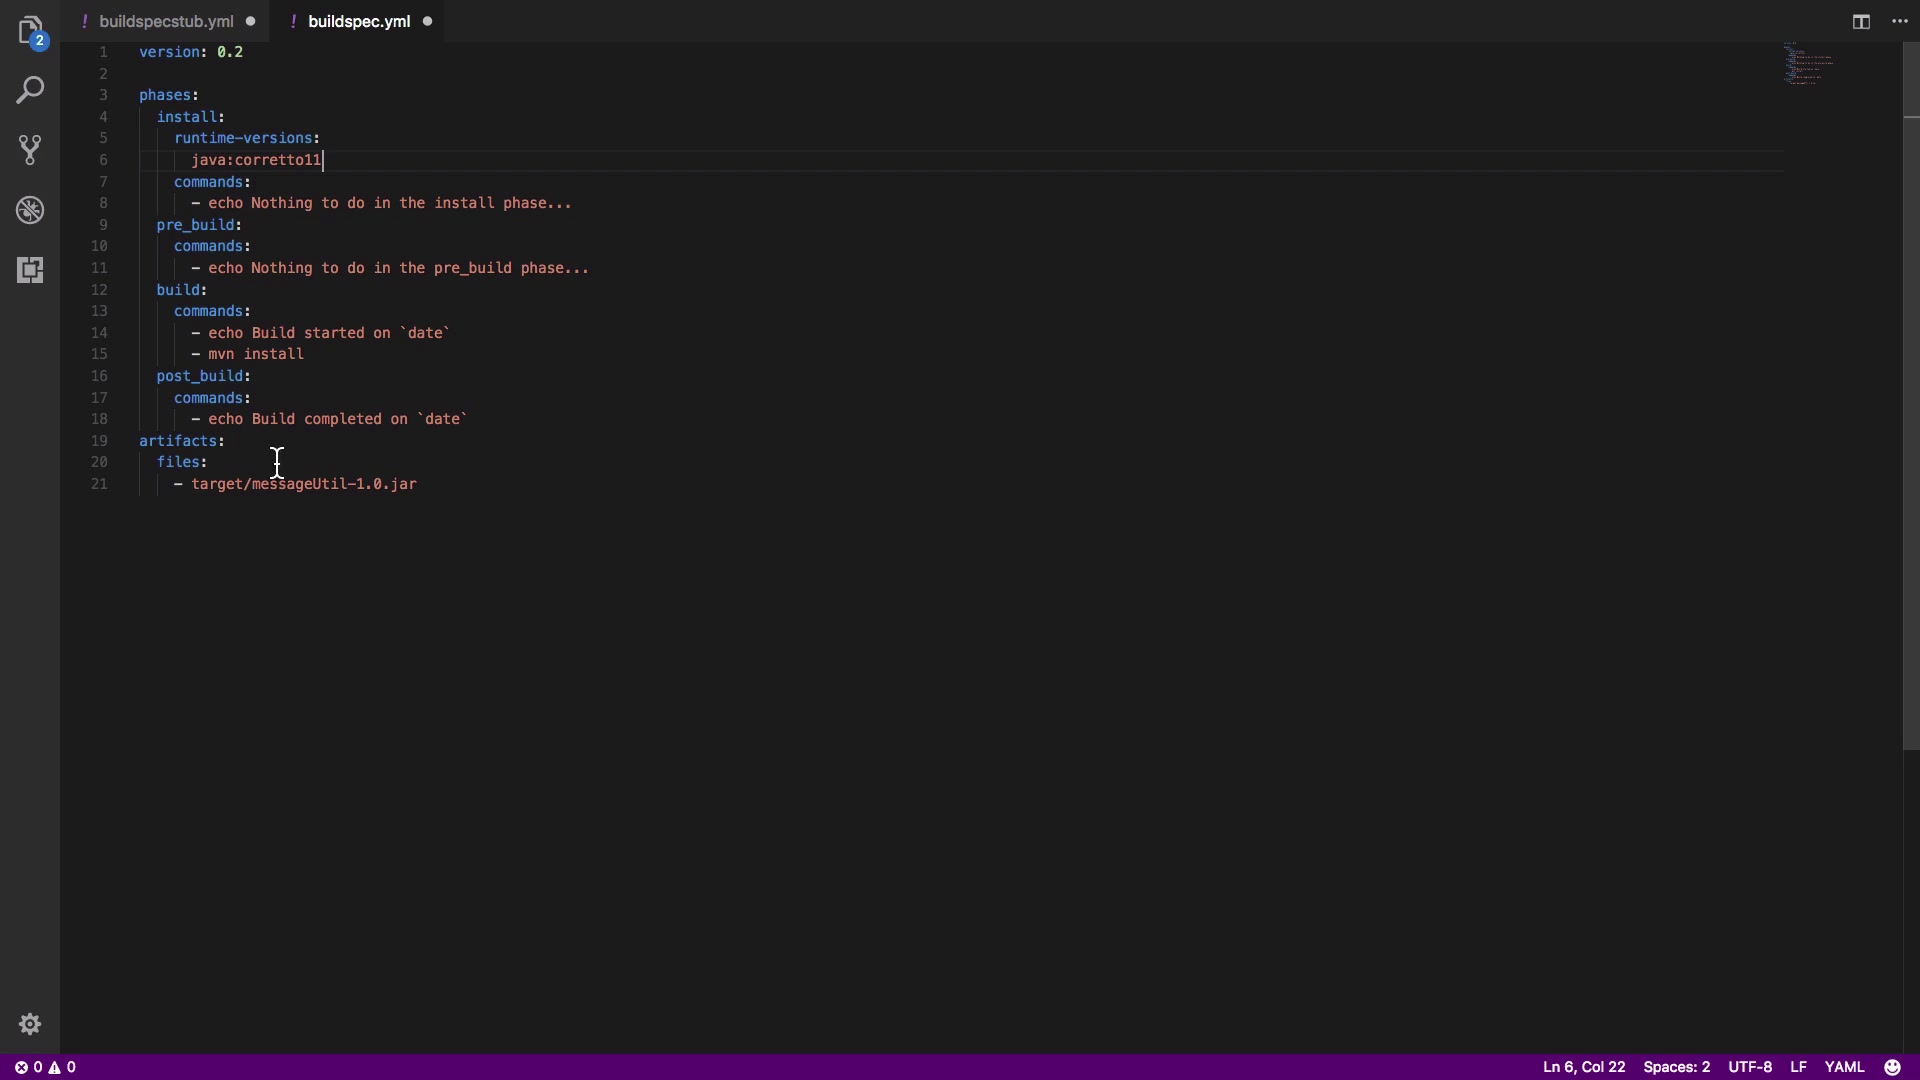 2
! buildspecstub.yml
! buildspec.yml
1 version: 0.2
2
3 phases:
4 install:
5 runtime-versions:
6 java:corretto11
7 commands:
8 - echo Nothing to do in the install phase...
9 pre_build:
10 commands:
11 - echo Nothing to do in the pre_build phase...
12 build:
13 commands:
14 - echo Build started on `date`
15 - mvn install
16 post_build:
17 commands:
18 - echo Build completed on `date`
19 artifacts:
20 files:
21 - target/messageUtil-1.0.jar
0 0 Ln 6, Col 22 Spaces: 2 UTF-8 LF YAML